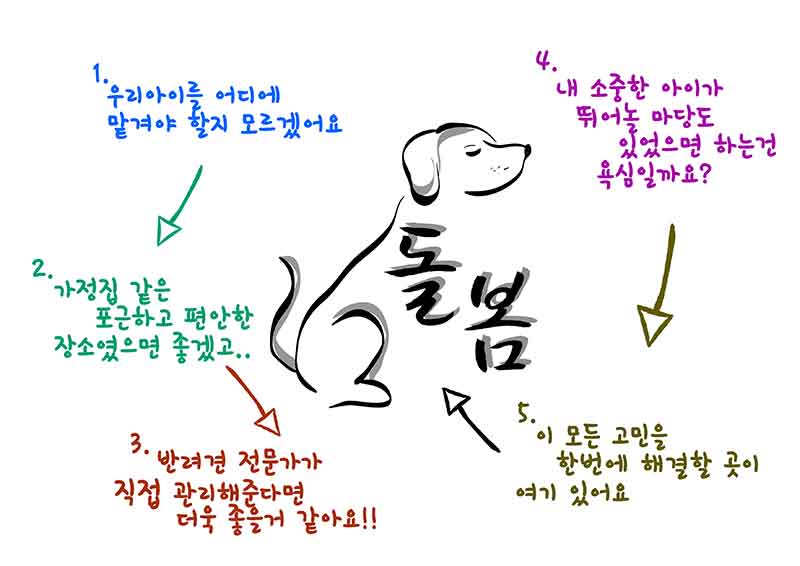 1.
우리아이를 어디에
맡겨야 할지 모르겠어요
2.
가정집 같은
포근하고 편안한
장소였으면 좋겠고..
3.
반려견 전문가가
직접 관리해준다면
더욱 좋을거 같아요!!
4.
내 소중한 아이가
뛰어놀 마당도
있었으면 하는건
욕심일까요?
5.
이 모든 고민을
한번에 해결할 곳이
여기 있어요
돌
봄